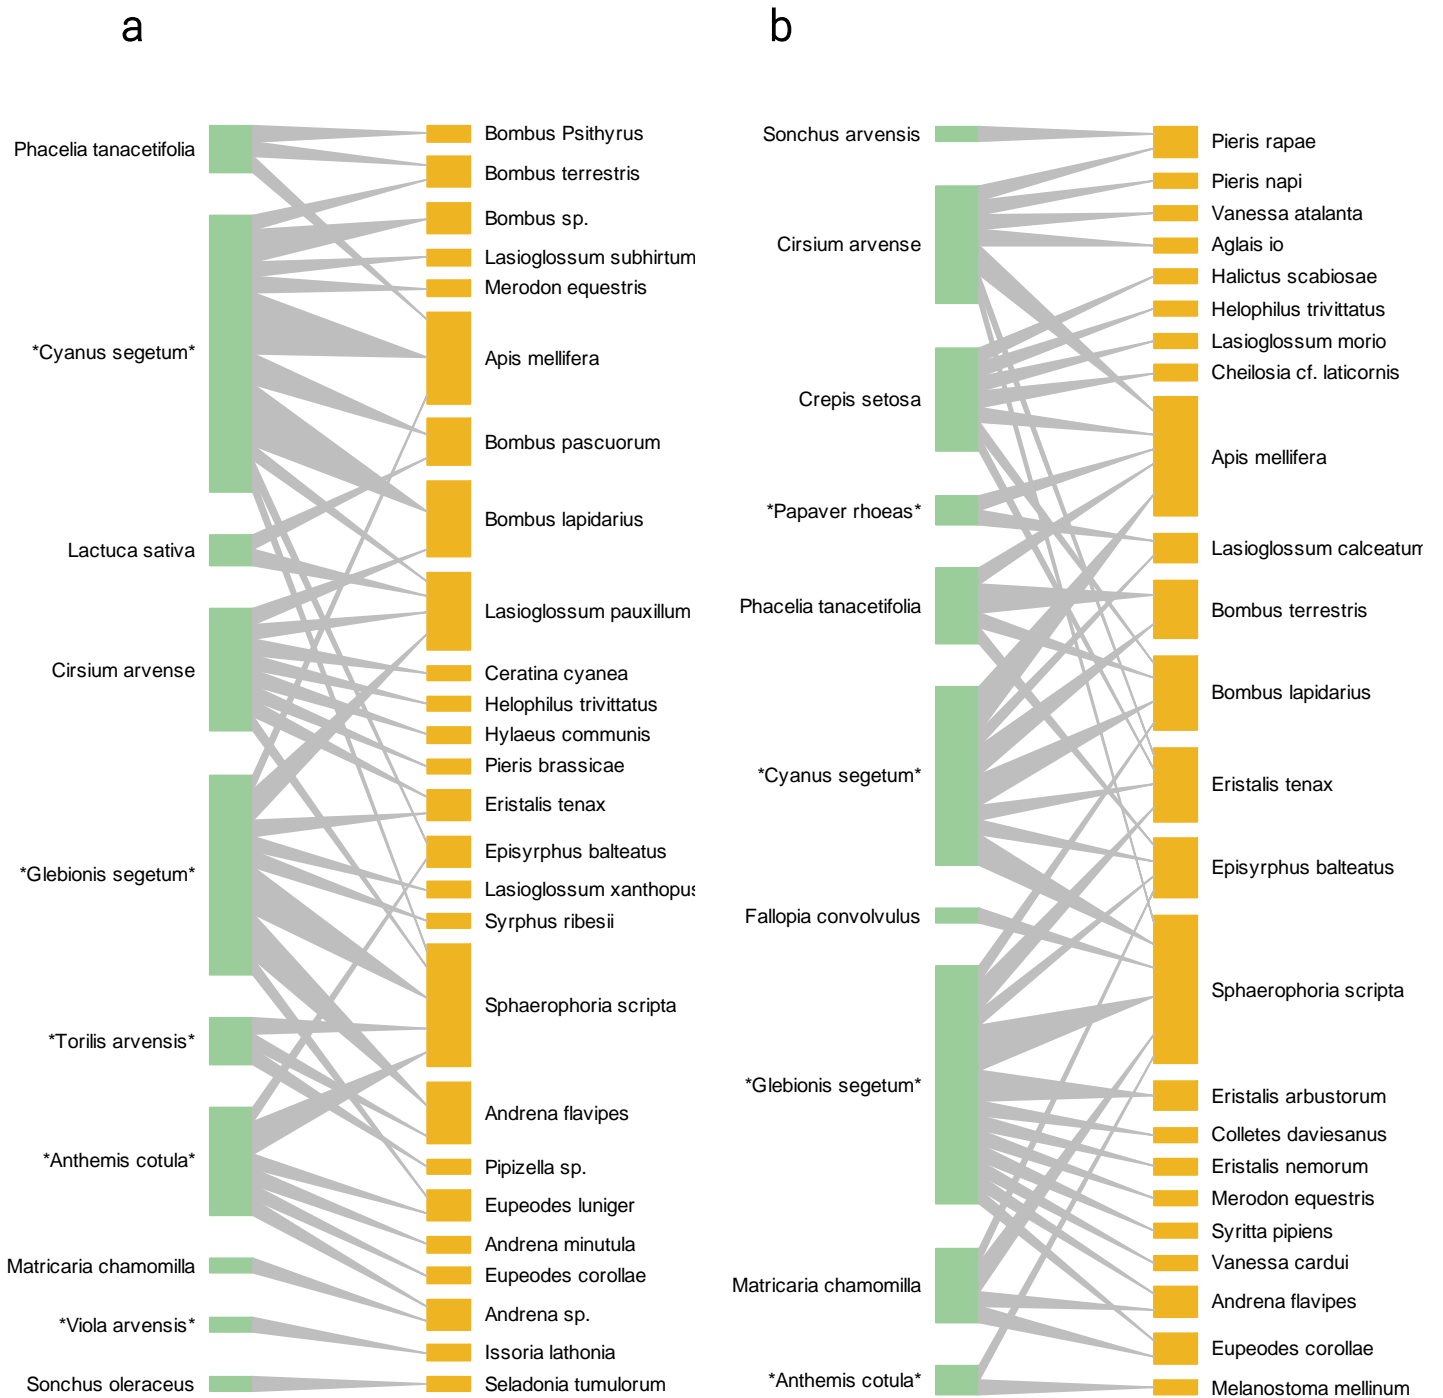 a
Phacelia tanacetifolia
*Cyanus segetum*
Lactuca sativa
Cirsium arvense
*Glebionis segetum*
*Torilis arvensis*
*Anthemis cotula*
Matricaria chamomilla
*Viola arvensis*
Sonchus oleraceus
Bombus Psithyrus
Bombus terrestris
Bombus sp.
Lasioglossum subhirtum
Merodon equestris
Apis mellifera
Bombus pascuorum
Bombus lapidarius
Lasioglossum pauxillum
Ceratina cyanea
Helophilus trivittatus
Hylaeus communis
Pieris brassicae
Eristalis tenax
Episyrphus balteatus
Lasioglossum xanthopus
Syrphus ribesii
Sphaerophoria scripta
Andrena flavipes
Pipizella sp.
Eupeodes luniger
Andrena minutula
Eupeodes corollae
Andrena sp.
Issoria lathonia
Seladonia tumulorum
b
Sonchus arvensis
Cirsium arvense
Crepis setosa
*Papaver rhoeas*
Phacelia tanacetifolia
*Cyanus segetum*
Fallopia convolvulus
*Glebionis segetum*
Matricaria chamomilla
*Anthemis cotula*
Pieris rapae
Pieris napi
Vanessa atalanta
Aglais io
Halictus scabiosae
Helophilus trivittatus
Lasioglossum morio
Cheilosia cf. laticornis
Apis mellifera
Lasioglossum calceatum
Bombus terrestris
Bombus lapidarius
Eristalis tenax
Episyrphus balteatus
Sphaerophoria scripta
Eristalis arbustorum
Colletes daviesanus
Eristalis nemorum
Merodon equestris
Syritta pipiens
Vanessa cardui
Andrena flavipes
Eupeodes corollae
Melanostoma mellinum